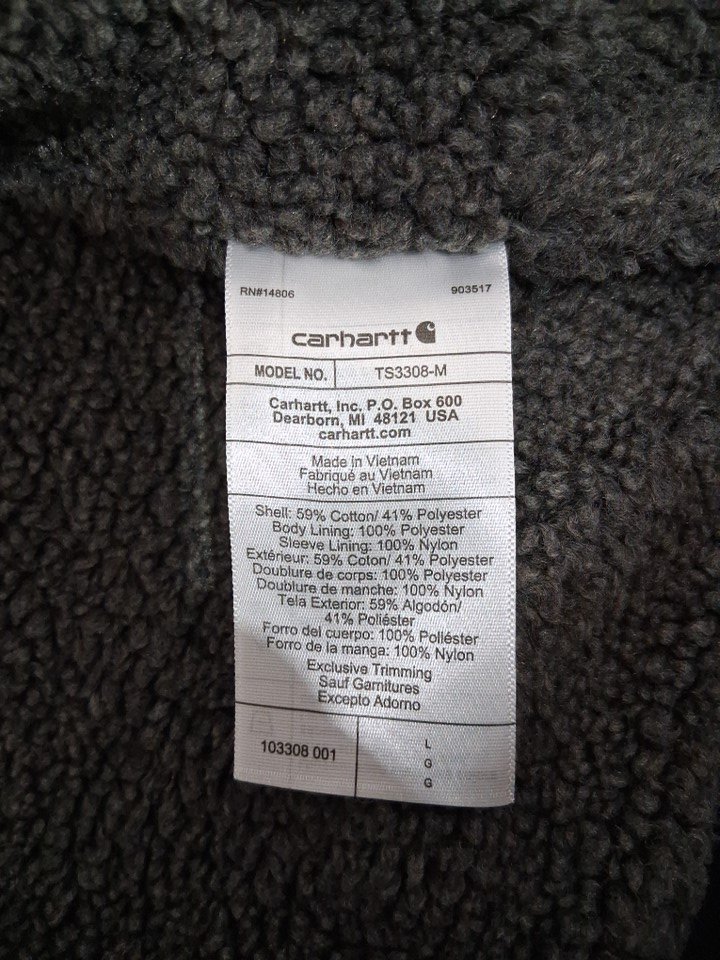 RN#14806 903517
carhartt
MODEL NO. TS3308-M
Carhartt, Inc. P.O. Box 600
Dearborn, MI 48121 USA
carhartt.com
Made in Vietnam
Fabriqué au Vietnam
Hecho en Vietnam
Shell: 59% Cotton/ 41% Polyester
Body Lining: 100% Polyester
Sleeve Lining: 100% Nylon
Extérieur: 59% Coton/ 41% Polyester
Doublure de corps: 100% Polyester
Doublure de manche: 100% Nylon
Tela Exterior: 59% Algodón/
41% Poliéster
Forro del cuerpo: 100% Poliéster
Forro de la manga: 100% Nylon
Exclusive Trimming
Sauf Garnitures
Excepto Adorno
103308 001
L
G
G